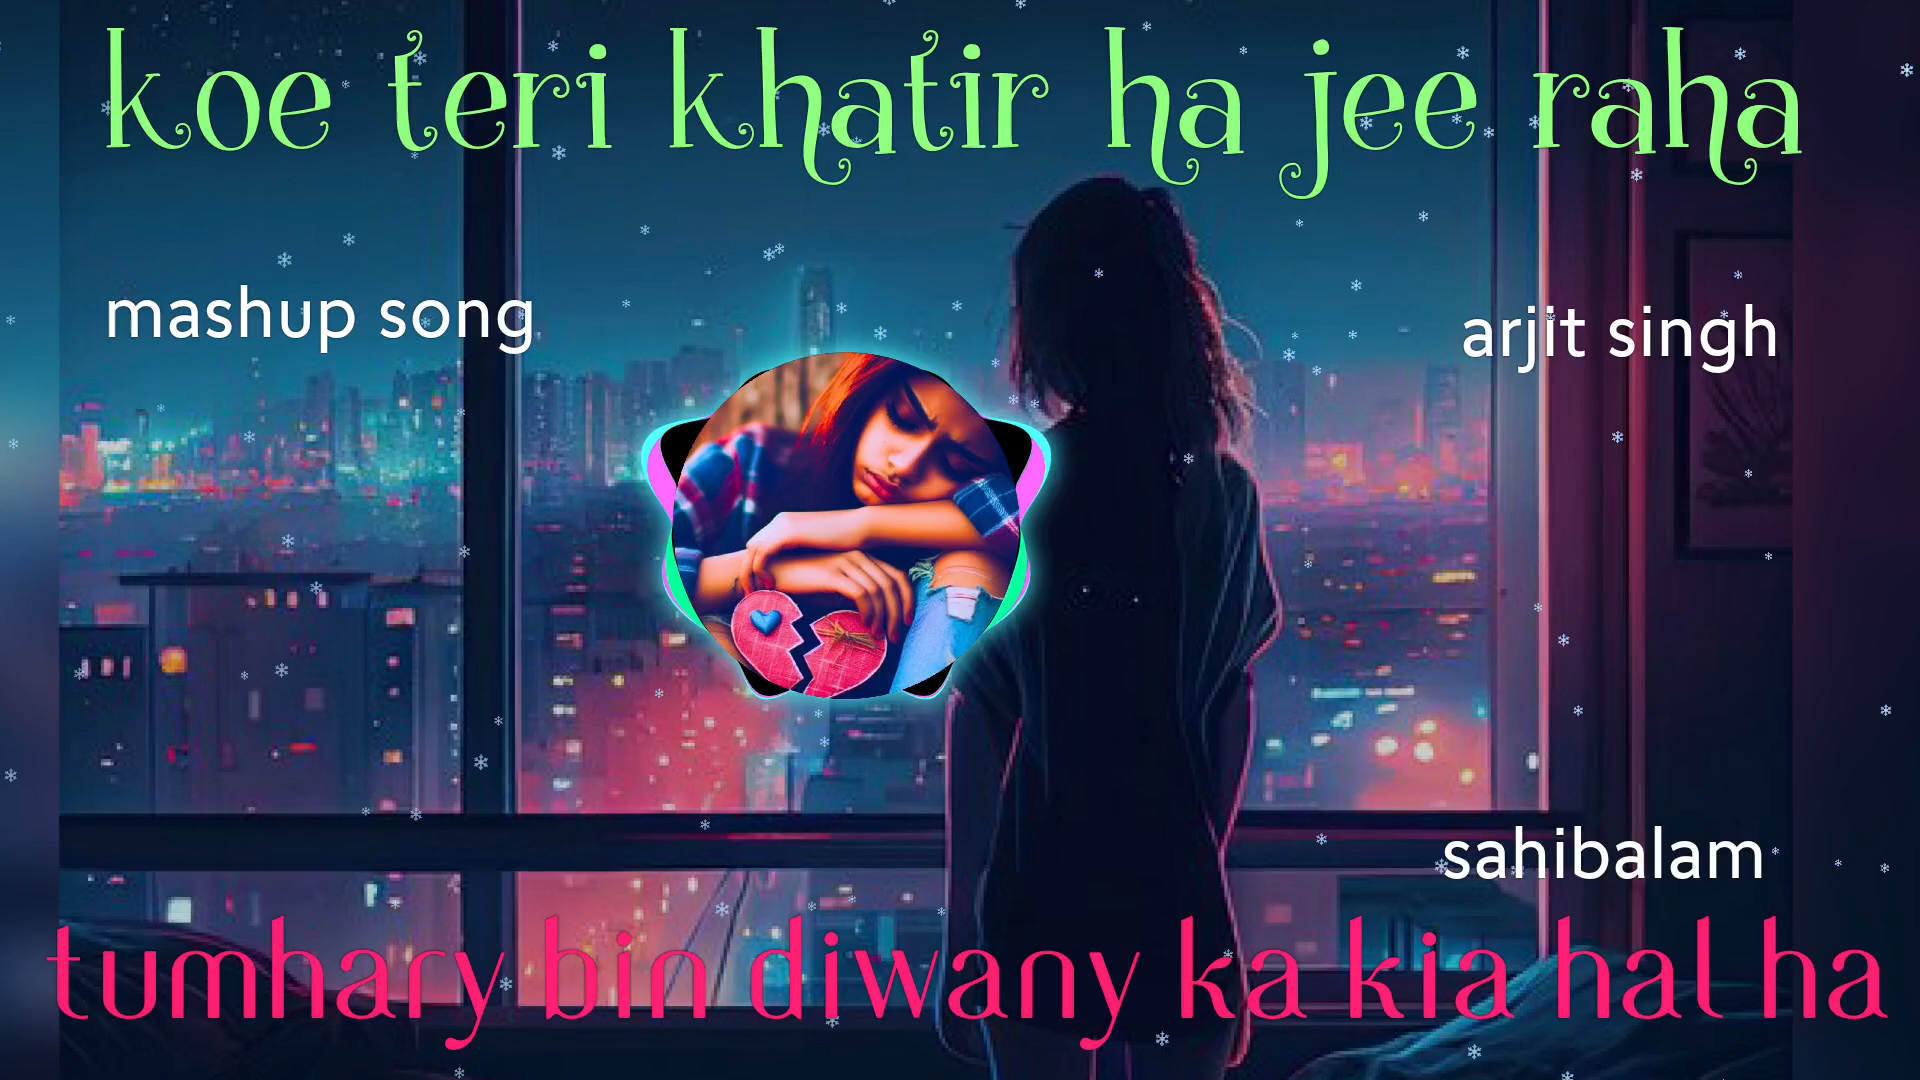 koe teri khatir ha jee raha
mashup song
arjit singh
sahibalam
tumhary bin diwany ka kia hal ha